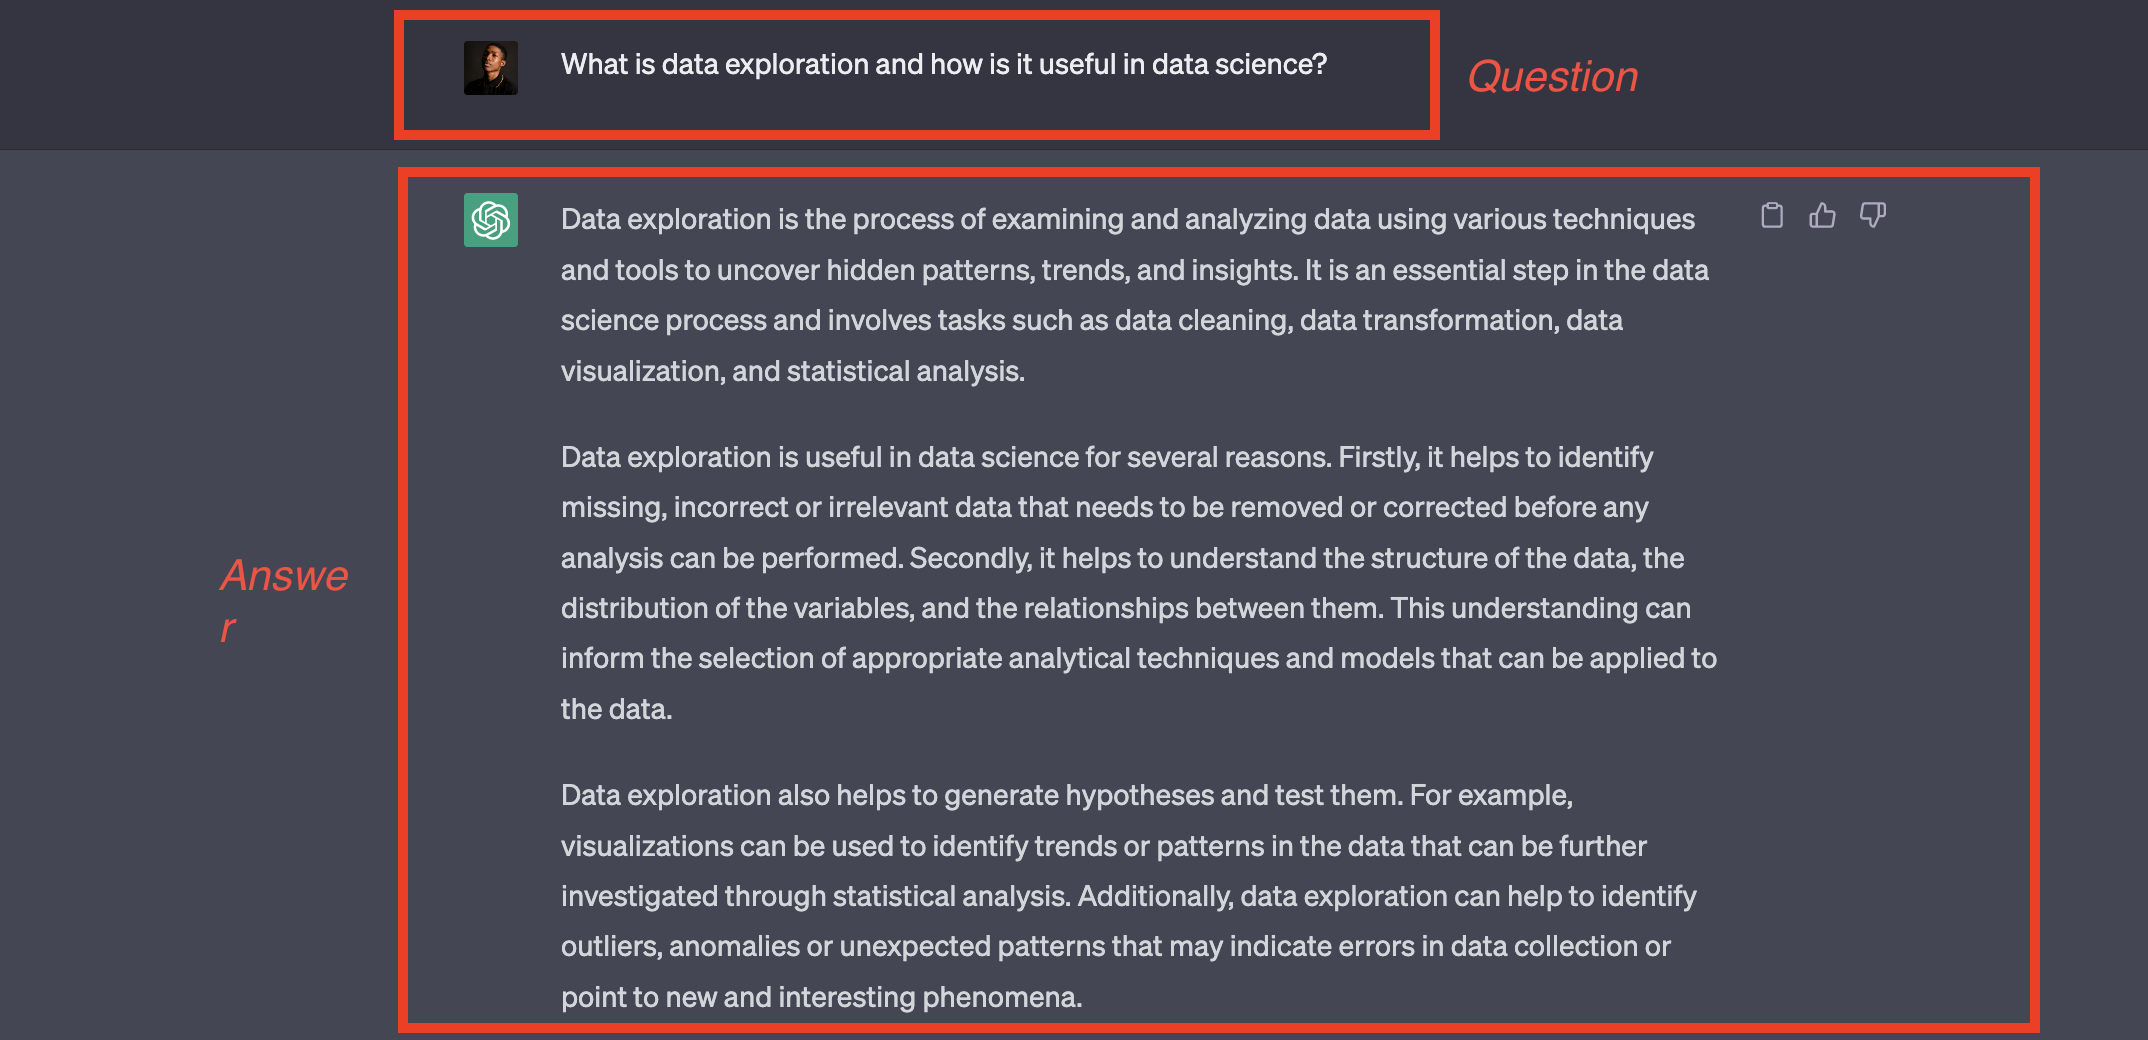 What is data exploration and how is it useful in data science?
Question
Data exploration is the process of examining and analyzing data using various techniques
and tools to uncover hidden patterns, trends, and insights. It is an essential step in the data
science process and involves tasks such as data cleaning, data transformation, data
visualization, and statistical analysis.
Data exploration is useful in data science for several reasons. Firstly, it helps to identify
missing, incorrect or irrelevant data that needs to be removed or corrected before any
analysis can be performed. Secondly, it helps to understand the structure of the data, the
distribution of the variables, and the relationships between them. This understanding can
inform the selection of appropriate analytical techniques and models that can be applied to
the data.
Answe
r
Data exploration also helps to generate hypotheses and test them. For example,
visualizations can be used to identify trends or patterns in the data that can be further
investigated through statistical analysis. Additionally, data exploration can help to identify
outliers, anomalies or unexpected patterns that may indicate errors in data collection or
point to new and interesting phenomena.